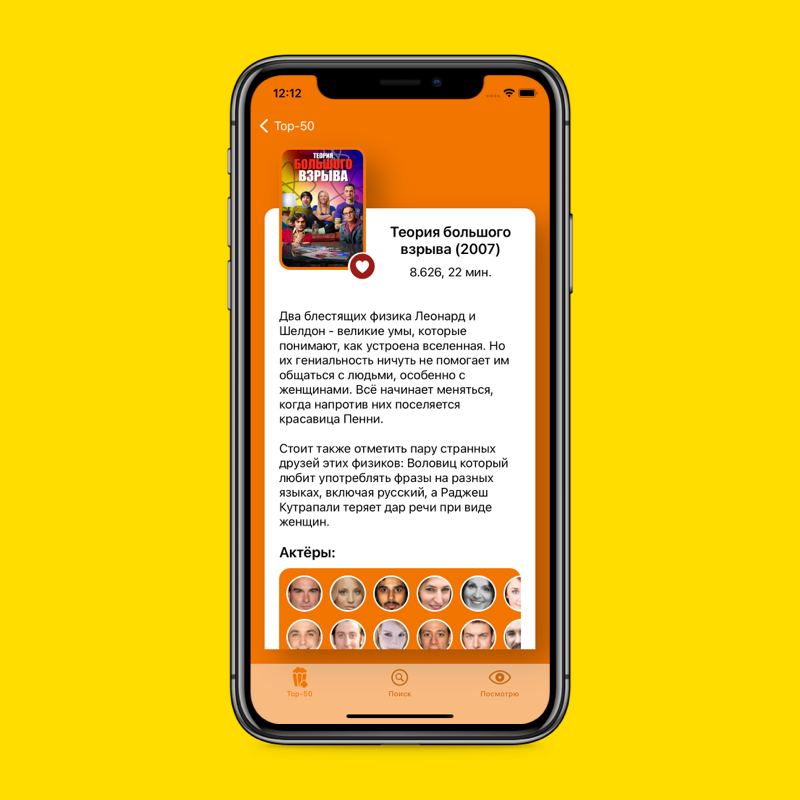 12:12
Top-50
ТЕОРИЯ
БОЛЬШОГО
ВЗРЫВА
Теория большого
взрыва (2007)
8.626, 22 мин.
Два блестящих физика Леонард и
Шелдон - великие умы, которые
понимают, как устроена вселенная. Но
их гениальность ничуть не помогает им
общаться с людьми, особенно с
женщинами. Всё начинает меняться,
когда напротив них поселяется
красавица Пенни.
Стоит также отметить пару странных
друзей этих физиков: Воловиц который
любит употреблять фразы на разных
языках, включая русский, а Раджеш
Кутрапали теряет дар речи при виде
женщин.
Актёры:
Top-50
Поиск
Посмотрю